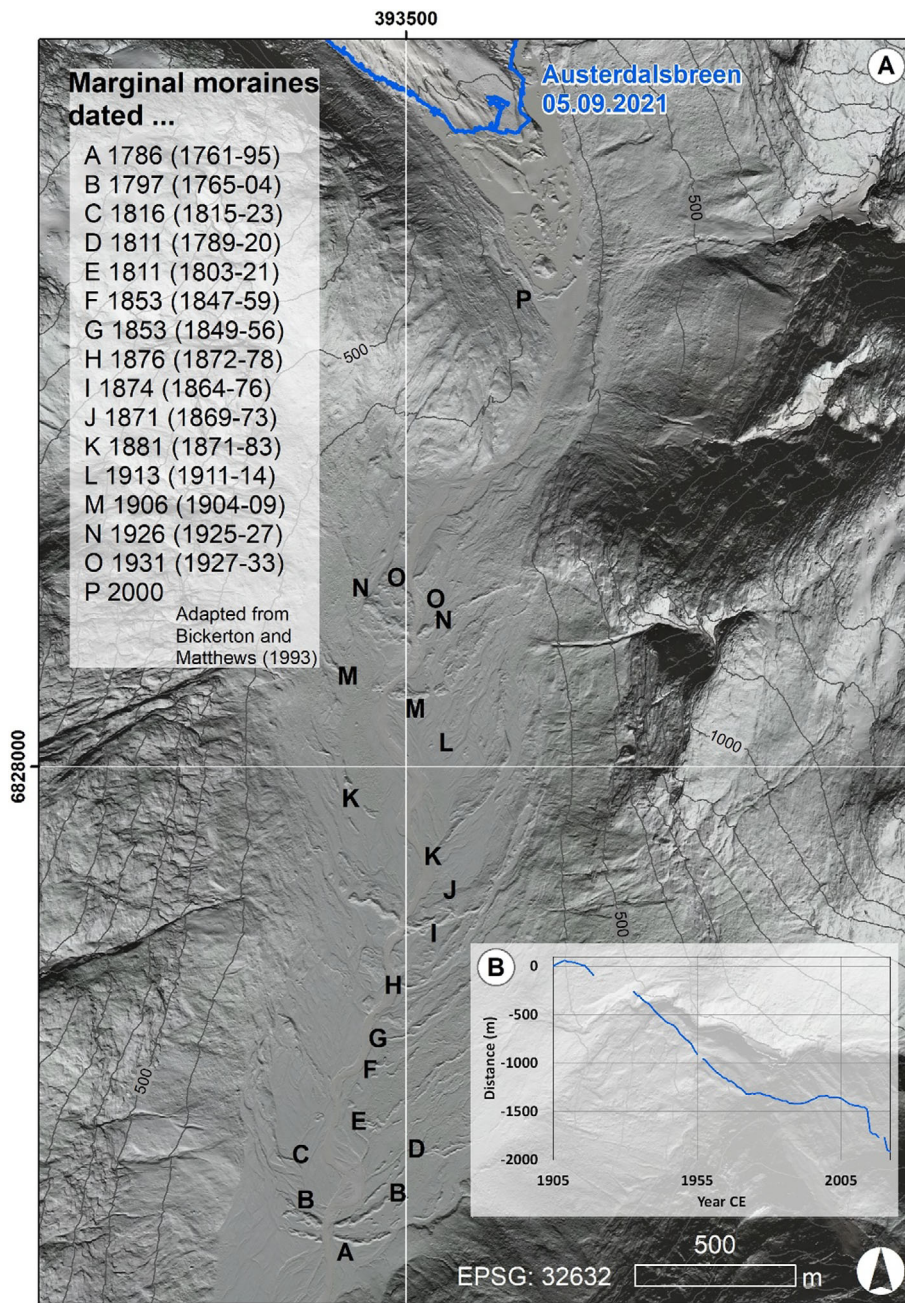 393500
A
Austerdalsbreen
05.09.2021
Marginal moraines
dated ...
A 1786 (1761-95)
B 1797 (1765-04)
C 1816 (1815-23)
D 1811 (1789-20)
E 1811 (1803-21)
F 1853 (1847-59)
G 1853 (1849-56)
H 1876 (1872-78)
I 1874 (1864-76)
J 1871 (1869-73)
K 1881 (1871-83)
L 1913 (1911-14)
M 1906 (1904-09)
N 1926 (1925-27)
O 1931 (1927-33)
P 2000
Adapted from
Bickerton and
Matthews (1993)
500
P
500
O
N
O
N
M
M
L
1000
6828000
K
K
J
I
500
H
G
F
E
500
C
D
B
B
A
B
0
-500
-1000
-1500
-2000
Distance (m)
1905
1955
2005
Year CE
500
EPSG: 32632
m